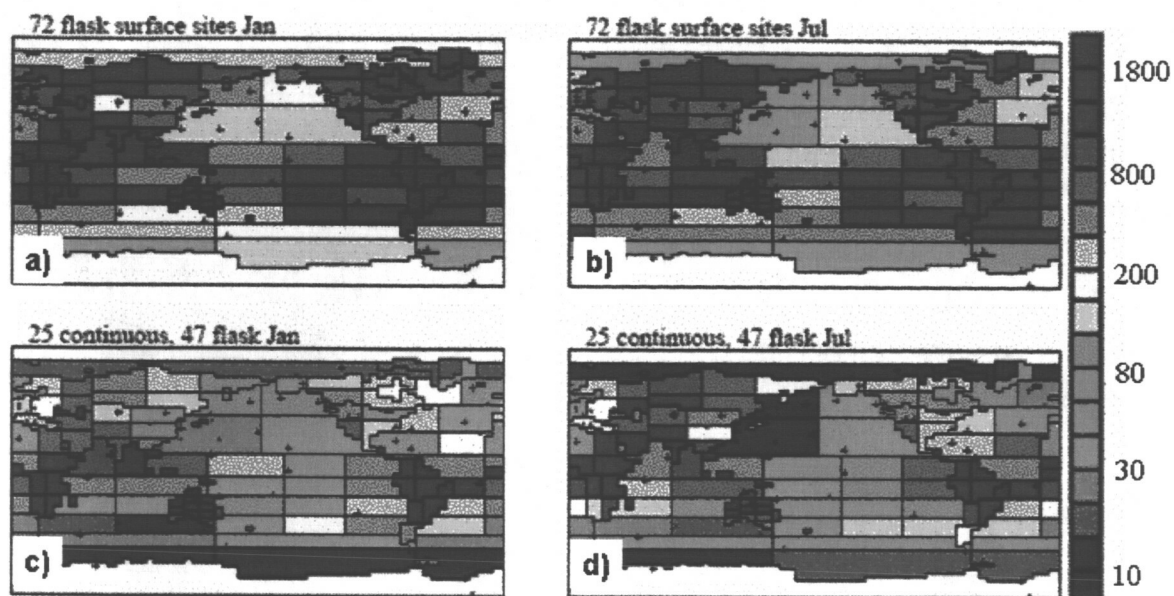 72 flask surface sites Jan
72 flask surface sites Jul
a)
b)
25 continuous, 47 flask Jan
25 continuous, 47 flask Jul
c)
d)
1800
800
200
80
30
10